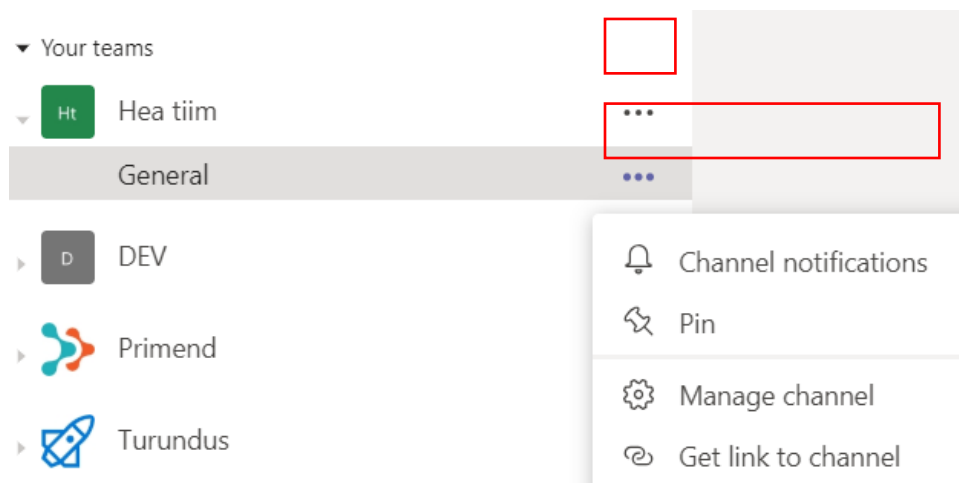 Your teams
Ht Hea tiim
General
D DEV
Primend
Turundus
Channel notifications
Pin
Manage channel
Get link to channel